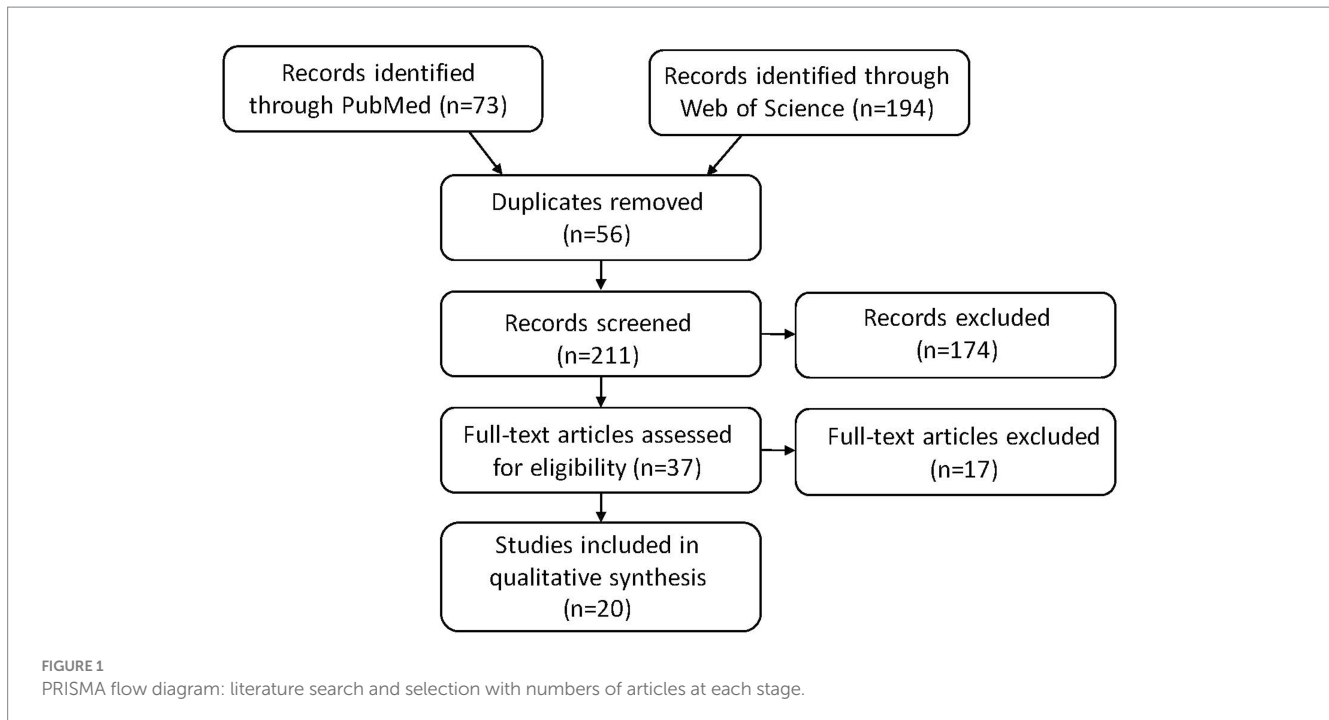 Records identified
through PubMed (n=73)
Records identified through
Web of Science (n=194)
Duplicates removed
(n=56)
Records screened
(n=211)
Records excluded
(n=174)
Full-text articles assessed
for eligibility (n=37)
Full-text articles excluded
(n=17)
Studies included in
qualitative synthesis
(n=20)
FIGURE 1
PRISMA flow diagram: literature search and selection with numbers of articles at each stage.